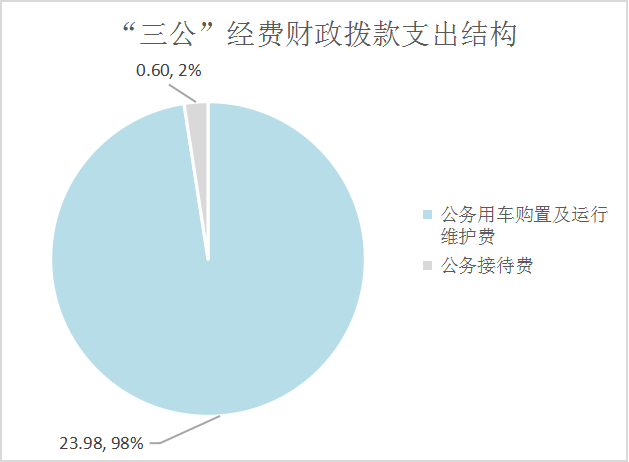 “三公”经费财政拨款支出结构
0.60, 2%
公务用车购置及运行
维护费
公务接待费
23.98, 98%